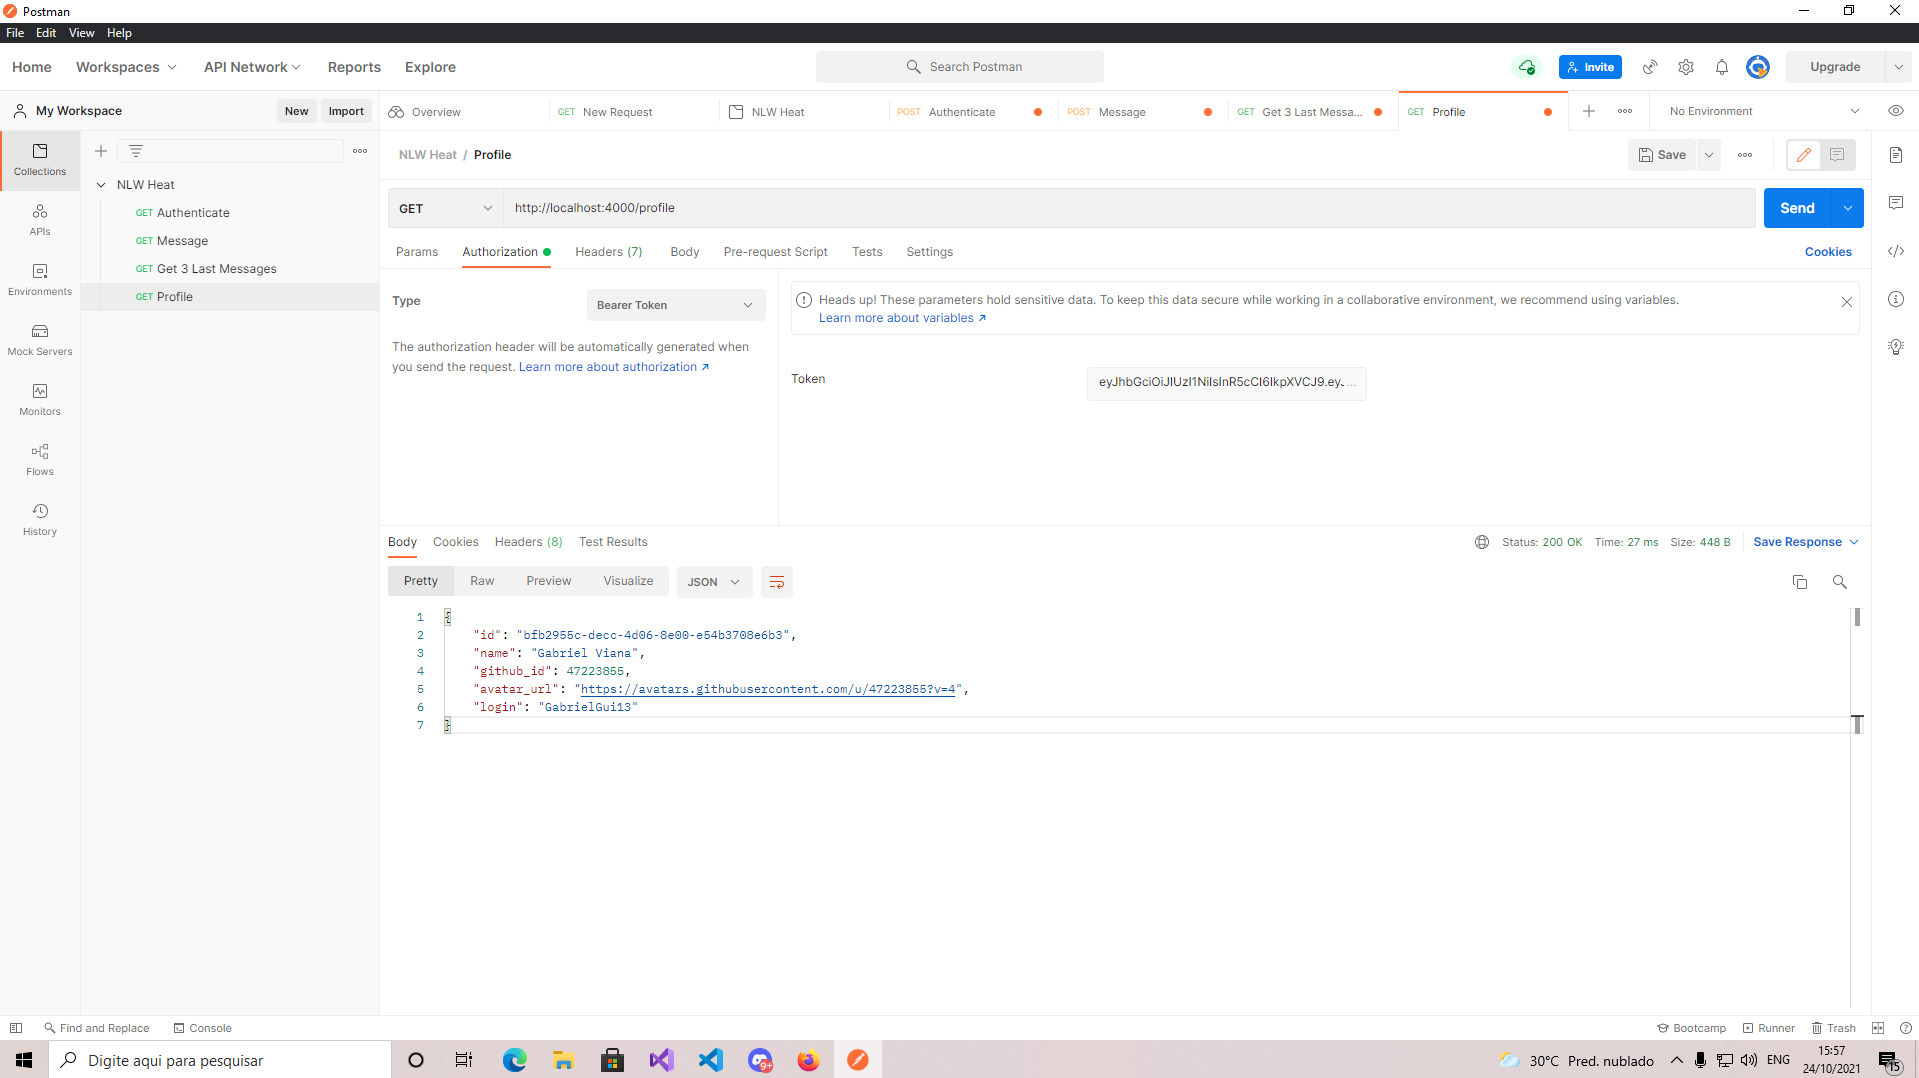 Postman
File Edit View Help
Home Workspaces API Network Reports Explore Search Postman Invite Upgrade
My Workspace New Import Overview GET New Request NLW Heat POST Authenticate POST Message GET Get 3 Last Messa... GET Profile No Environment
NLW Heat / Profile Save
Collections
APIs
Environments
Mock Servers
Monitors
Flows
History
NLW Heat
GET Authenticate
GET Message
GET Get 3 Last Messages
GET Profile
GET http://localhost:4000/profile Send
Params Authorization Headers (7) Body Pre-request Script Tests Settings Cookies
Type Bearer Token
The authorization header will be automatically generated when
you send the request. Learn more about authorization ↗
Heads up! These parameters hold sensitive data. To keep this data secure while working in a collaborative environment, we recommend using variables.
Learn more about variables ↗
Token eyJhbGciOiJIUzI1NiIsInR5cCI6IkpXVCJ9.eyJ...
Body Cookies Headers (8) Test Results Status: 200 OK Time: 27 ms Size: 448 B Save Response
Pretty Raw Preview Visualize JSON
1 {
2 "id": "bfb2955c-decc-4d06-8e00-e54b3708e6b3",
3 "name": "Gabriel Viana",
4 "github_id": 47223855,
5 "avatar_url": "https://avatars.githubusercontent.com/u/47223855?v=4",
6 "login": "GabrielGui13"
7 }
Find and Replace Console Bootcamp Runner Trash
Digite aqui para pesquisar 9+ 30°C Pred. nublado ENG 15:57
24/10/2021 15